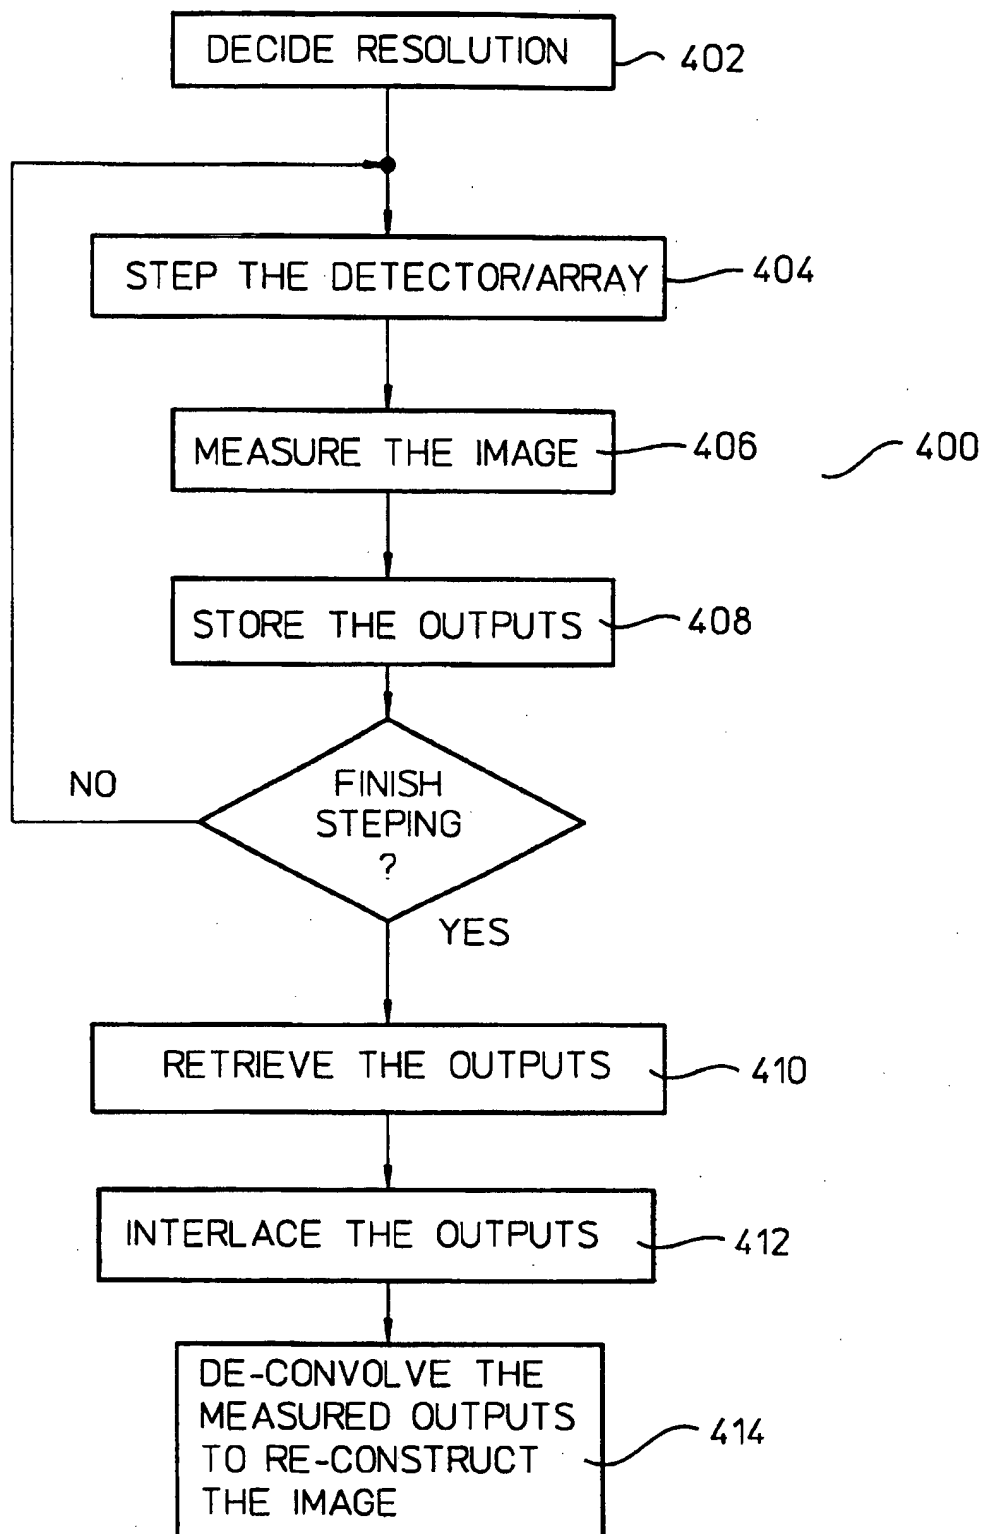 DECIDE RESOLUTION
402
STEP THE DETECTOR/ARRAY
404
MEASURE THE IMAGE
406
400
STORE THE OUTPUTS
408
NO
FINISH
STEPING
?
YES
RETRIEVE THE OUTPUTS
410
INTERLACE THE OUTPUTS
412
DE-CONVOLVE THE
MEASURED OUTPUTS
TO RE-CONSTRUCT
THE IMAGE
414